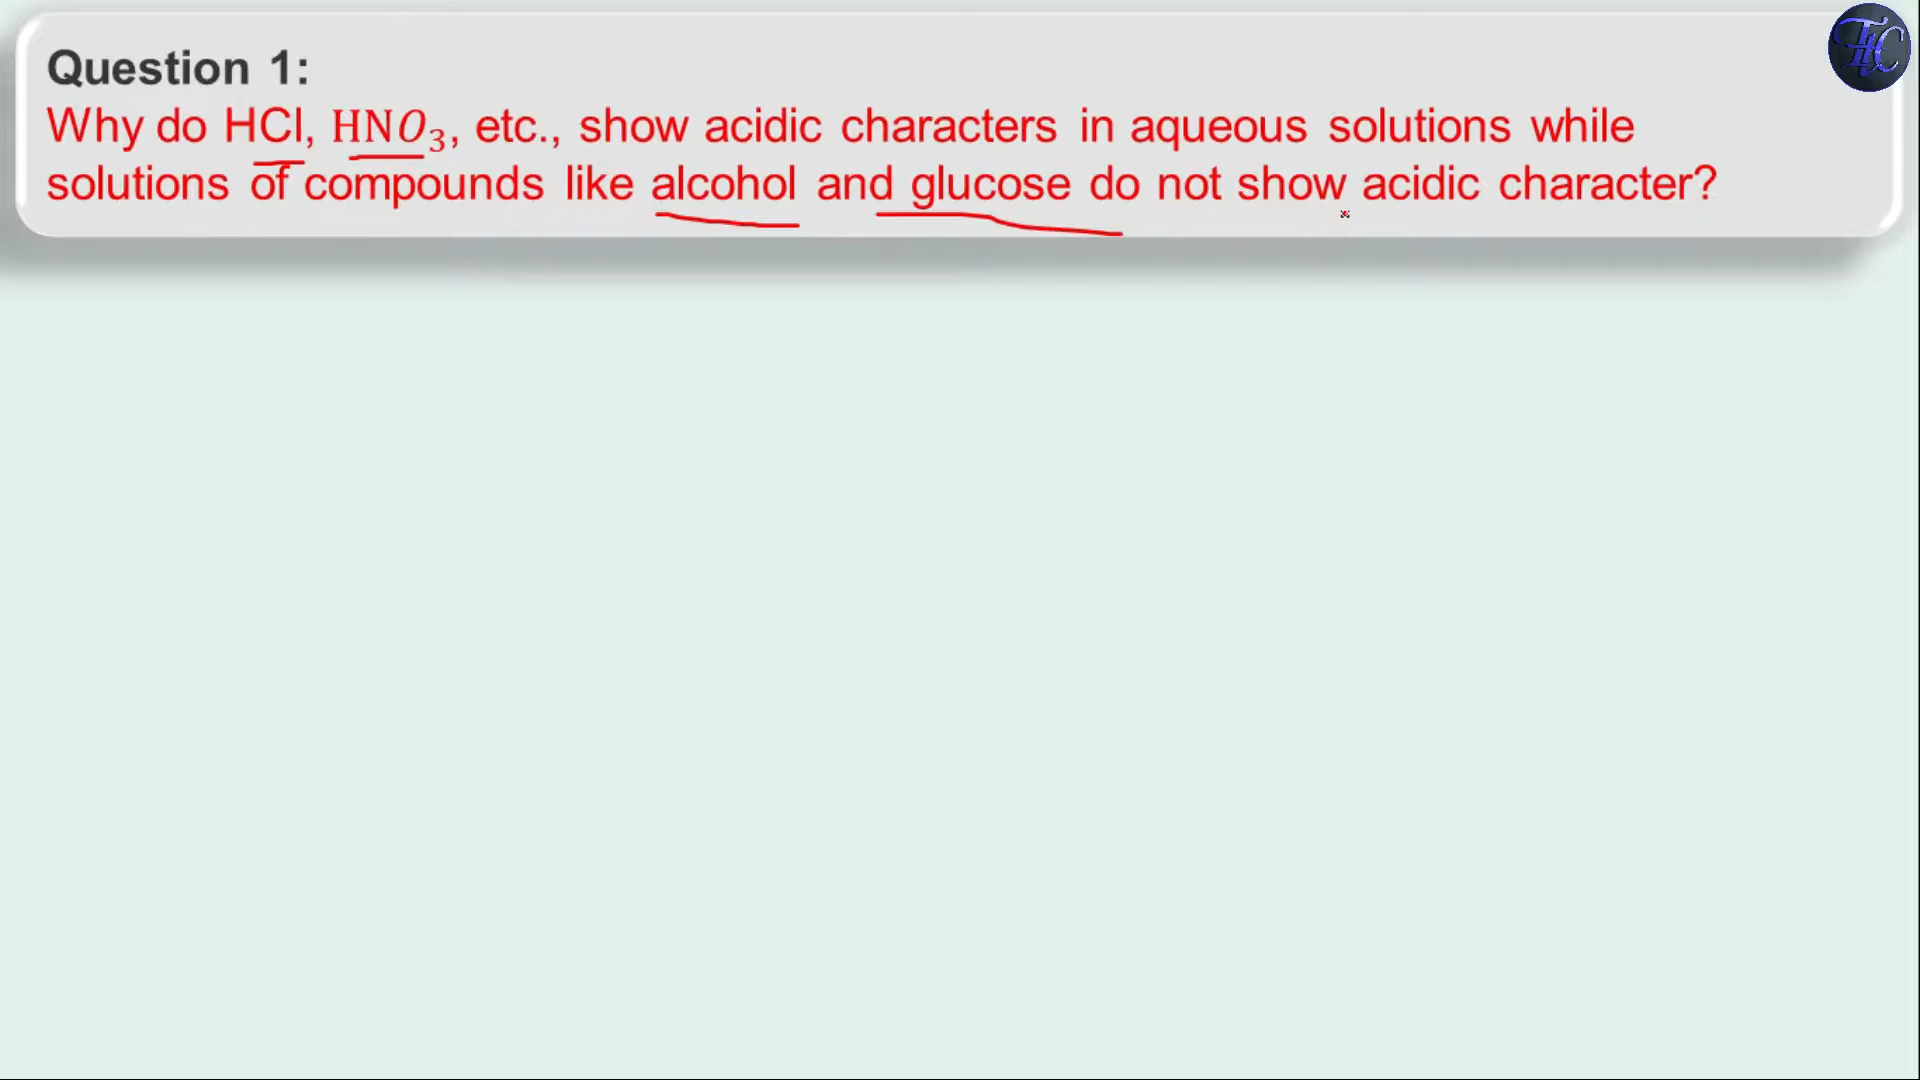 Question 1:
Why do HCl, HNO₃, etc., show acidic characters in aqueous solutions while
solutions of compounds like alcohol and glucose do not show acidic character?